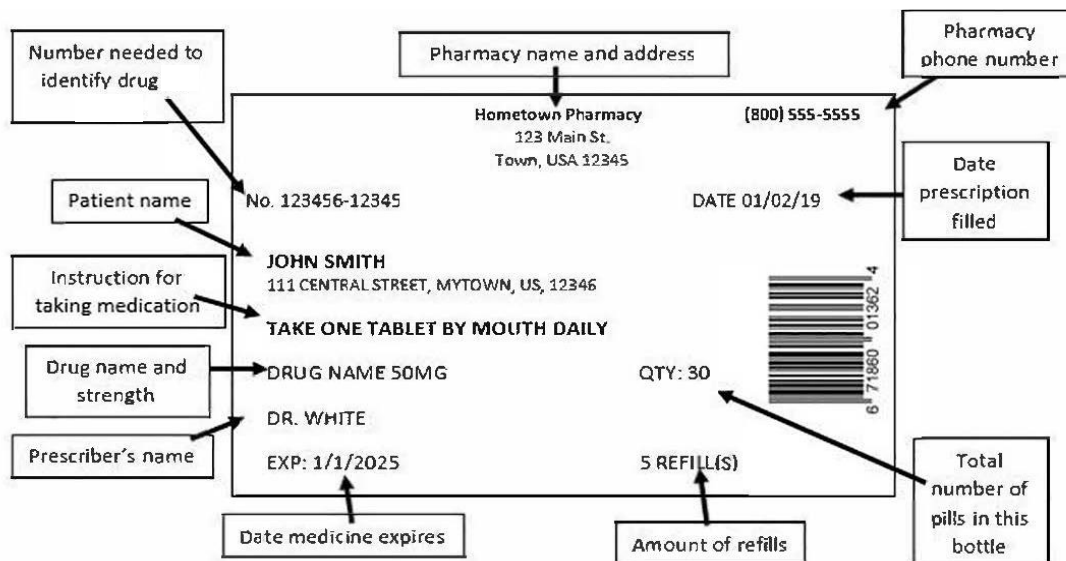 Number needed to
identify drug
Pharmacy name and address
Pharmacy
phone number
Hometown Pharmacy
123 Main St.
Town, USA 12345
(800) 555-5555
No. 123456-12345
DATE 01/02/19
Date
prescription
filled
Patient name
JOHN SMITH
111 CENTRAL STREET, MYTOWN, US, 12346
Instruction for
taking medication
TAKE ONE TABLET BY MOUTH DAILY
Drug name and
strength
DRUG NAME 50MG
QTY: 30
6 71860 01362 4
DR. WHITE
Prescriber's name
EXP: 1/1/2025
5 REFILL(S)
Total
number of
pills in this
bottle
Date medicine expires
Amount of refills